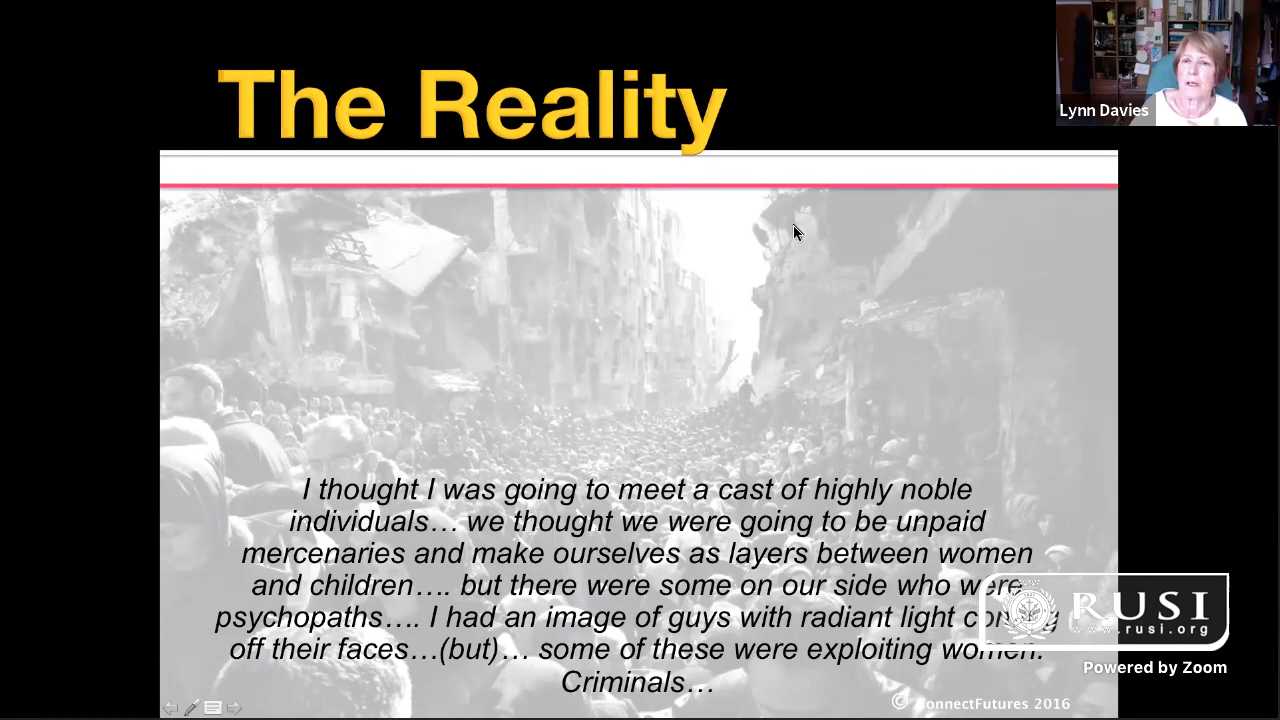 The Reality
Lynn Davies
I thought I was going to meet a cast of highly noble
individuals… we thought we were going to be unpaid
mercenaries and make ourselves as layers between women
and children…. but there were some on our side who were
psychopaths…. I had an image of guys with radiant light
off their faces…(but)… some of these were exploiting women.
Criminals…
RUSI
www.rusi.org
Powered by Zoom
© ConnectFutures 2016